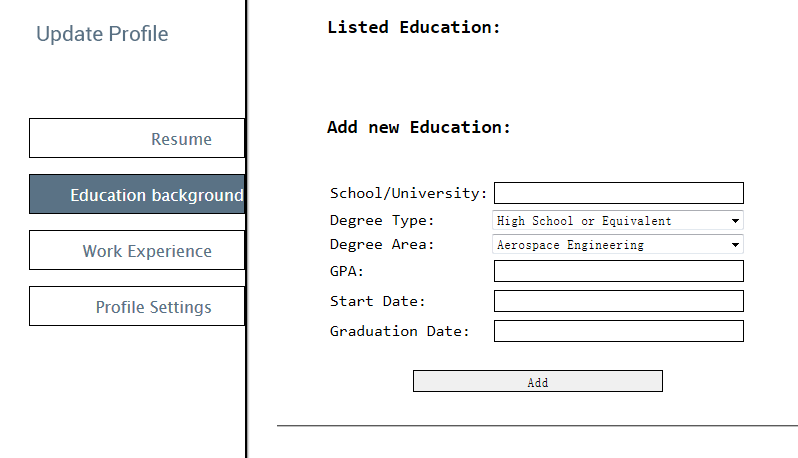 Update Profile
Resume
Education background
Work Experience
Profile Settings
Listed Education:
Add new Education:
School/University:
Degree Type: High School or Equivalent
Degree Area: Aerospace Engineering
GPA:
Start Date:
Graduation Date:
Add